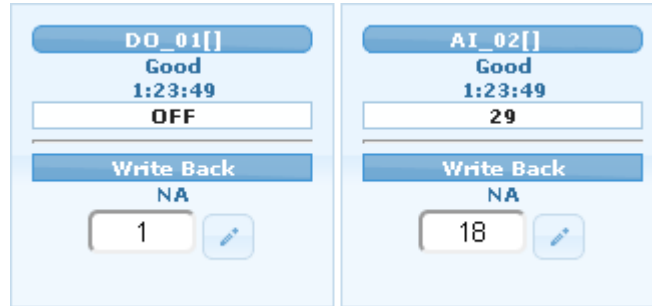 DO_01[]
Good
1:23:49
OFF
Write Back
NA
1
AI_02[]
Good
1:23:49
29
Write Back
NA
18